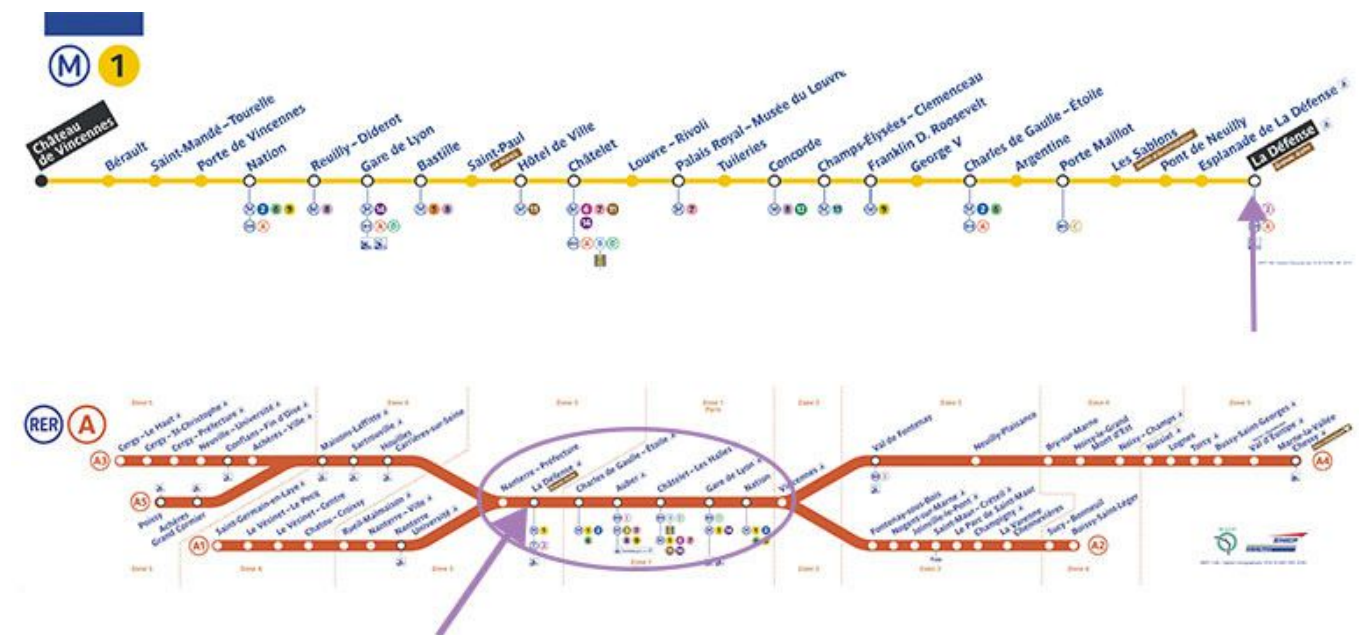 M 1
Château
de Vincennes
Bérault
Saint-Mandé–Tourelle
Porte de Vincennes
Nation
Reuilly–Diderot
Gare de Lyon
Bastille
Saint-Paul
Hôtel de Ville
Châtelet
Louvre–Rivoli
Palais Royal–Musée du Louvre
Tuileries
Concorde
Champs-Élysées–Clemenceau
Franklin D. Roosevelt
George V
Charles de Gaulle–Étoile
Argentine
Porte Maillot
Les Sablons
Pont de Neuilly
Esplanade de La Défense
La Défense
RER A
A3
Cergy–Le Haut
Cergy–St-Christophe
Cergy–Préfecture
Neuville–Université
Conflans–Fin d'Oise
Achères–Ville
Maisons-Laffitte
Sartrouville
Houilles
Carrières-sur-Seine
A5
Poissy
Achères
Grand Cormier
A1
Saint-Germain-en-Laye
Le Vésinet–Le Pecq
Le Vésinet–Centre
Chatou–Croissy
Rueil-Malmaison
Nanterre–Ville
Nanterre
Université
Nanterre–Préfecture
La Défense
Charles de Gaulle–Étoile
Auber
Châtelet–Les Halles
Gare de Lyon
Nation
Vincennes
Val de Fontenay
Neuilly-Plaisance
Bry-sur-Marne
Noisy-le-Grand
Mont d'Est
Noisy–Champs
Noisiel
Lognes
Torcy
Bussy-Saint-Georges
Val d'Europe
Marne-la-Vallée
Chessy
A4
Fontenay-sous-Bois
Nogent-sur-Marne
Joinville-le-Pont
Saint-Maur–Créteil
Le Parc de Saint-Maur
Champigny
La Varenne
Chennevières
Sucy–Bonneuil
Boissy-Saint-Léger
A2